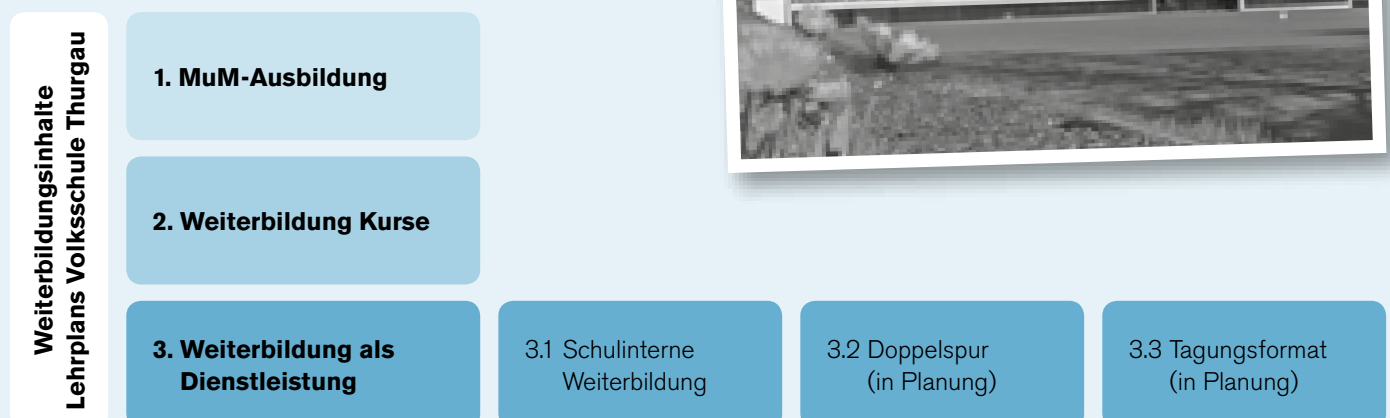 Weiterbildungsinhalte
Lehrplans Volksschule Thurgau
1. MuM-Ausbildung
2. Weiterbildung Kurse
3. Weiterbildung als
Dienstleistung
3.1 Schulinterne
Weiterbildung
3.2 Doppelspur
(in Planung)
3.3 Tagungsformat
(in Planung)